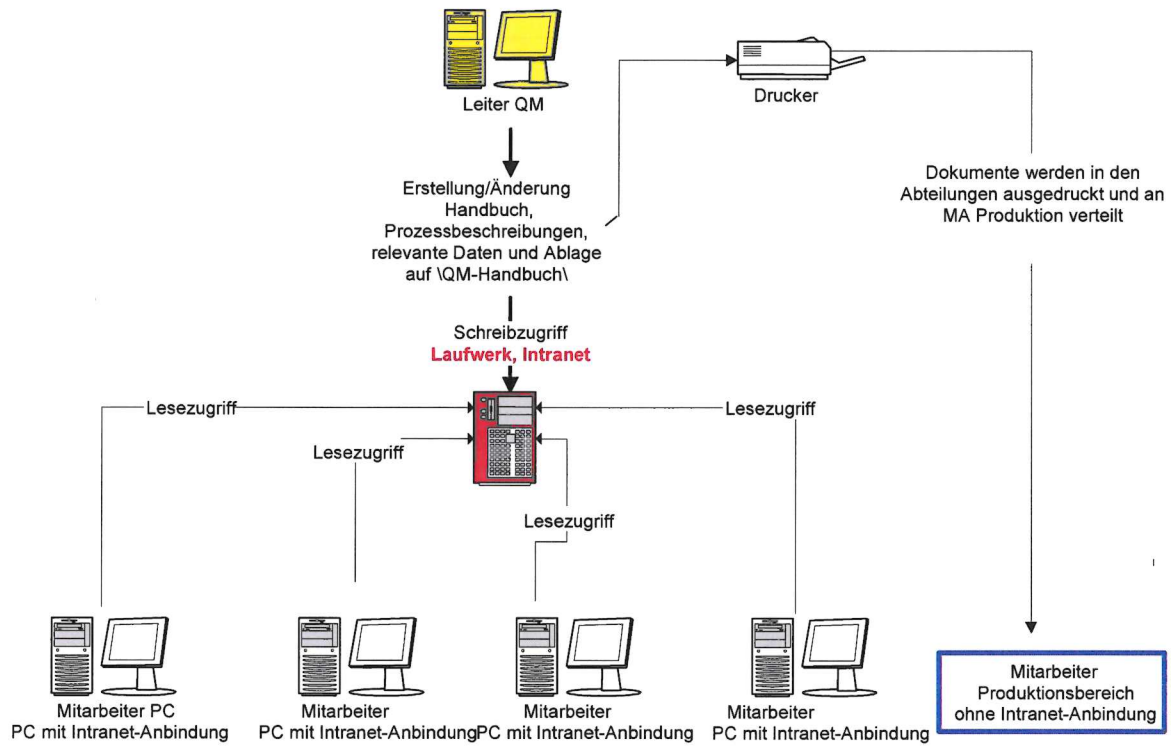 Leiter QM
Drucker
Erstellung/Änderung
Handbuch,
Prozessbeschreibungen,
relevante Daten und Ablage
auf \QM-Handbuch\
Dokumente werden in den
Abteilungen ausgedruckt und an
MA Produktion verteilt
Schreibzugriff
Laufwerk, Intranet
Lesezugriff
Lesezugriff
Lesezugriff
Lesezugriff
Mitarbeiter PC
PC mit Intranet-Anbindung
Mitarbeiter
PC mit Intranet-Anbindung
Mitarbeiter
PC mit Intranet-Anbindung
Mitarbeiter
PC mit Intranet-Anbindung
Mitarbeiter
Produktionsbereich
ohne Intranet-Anbindung